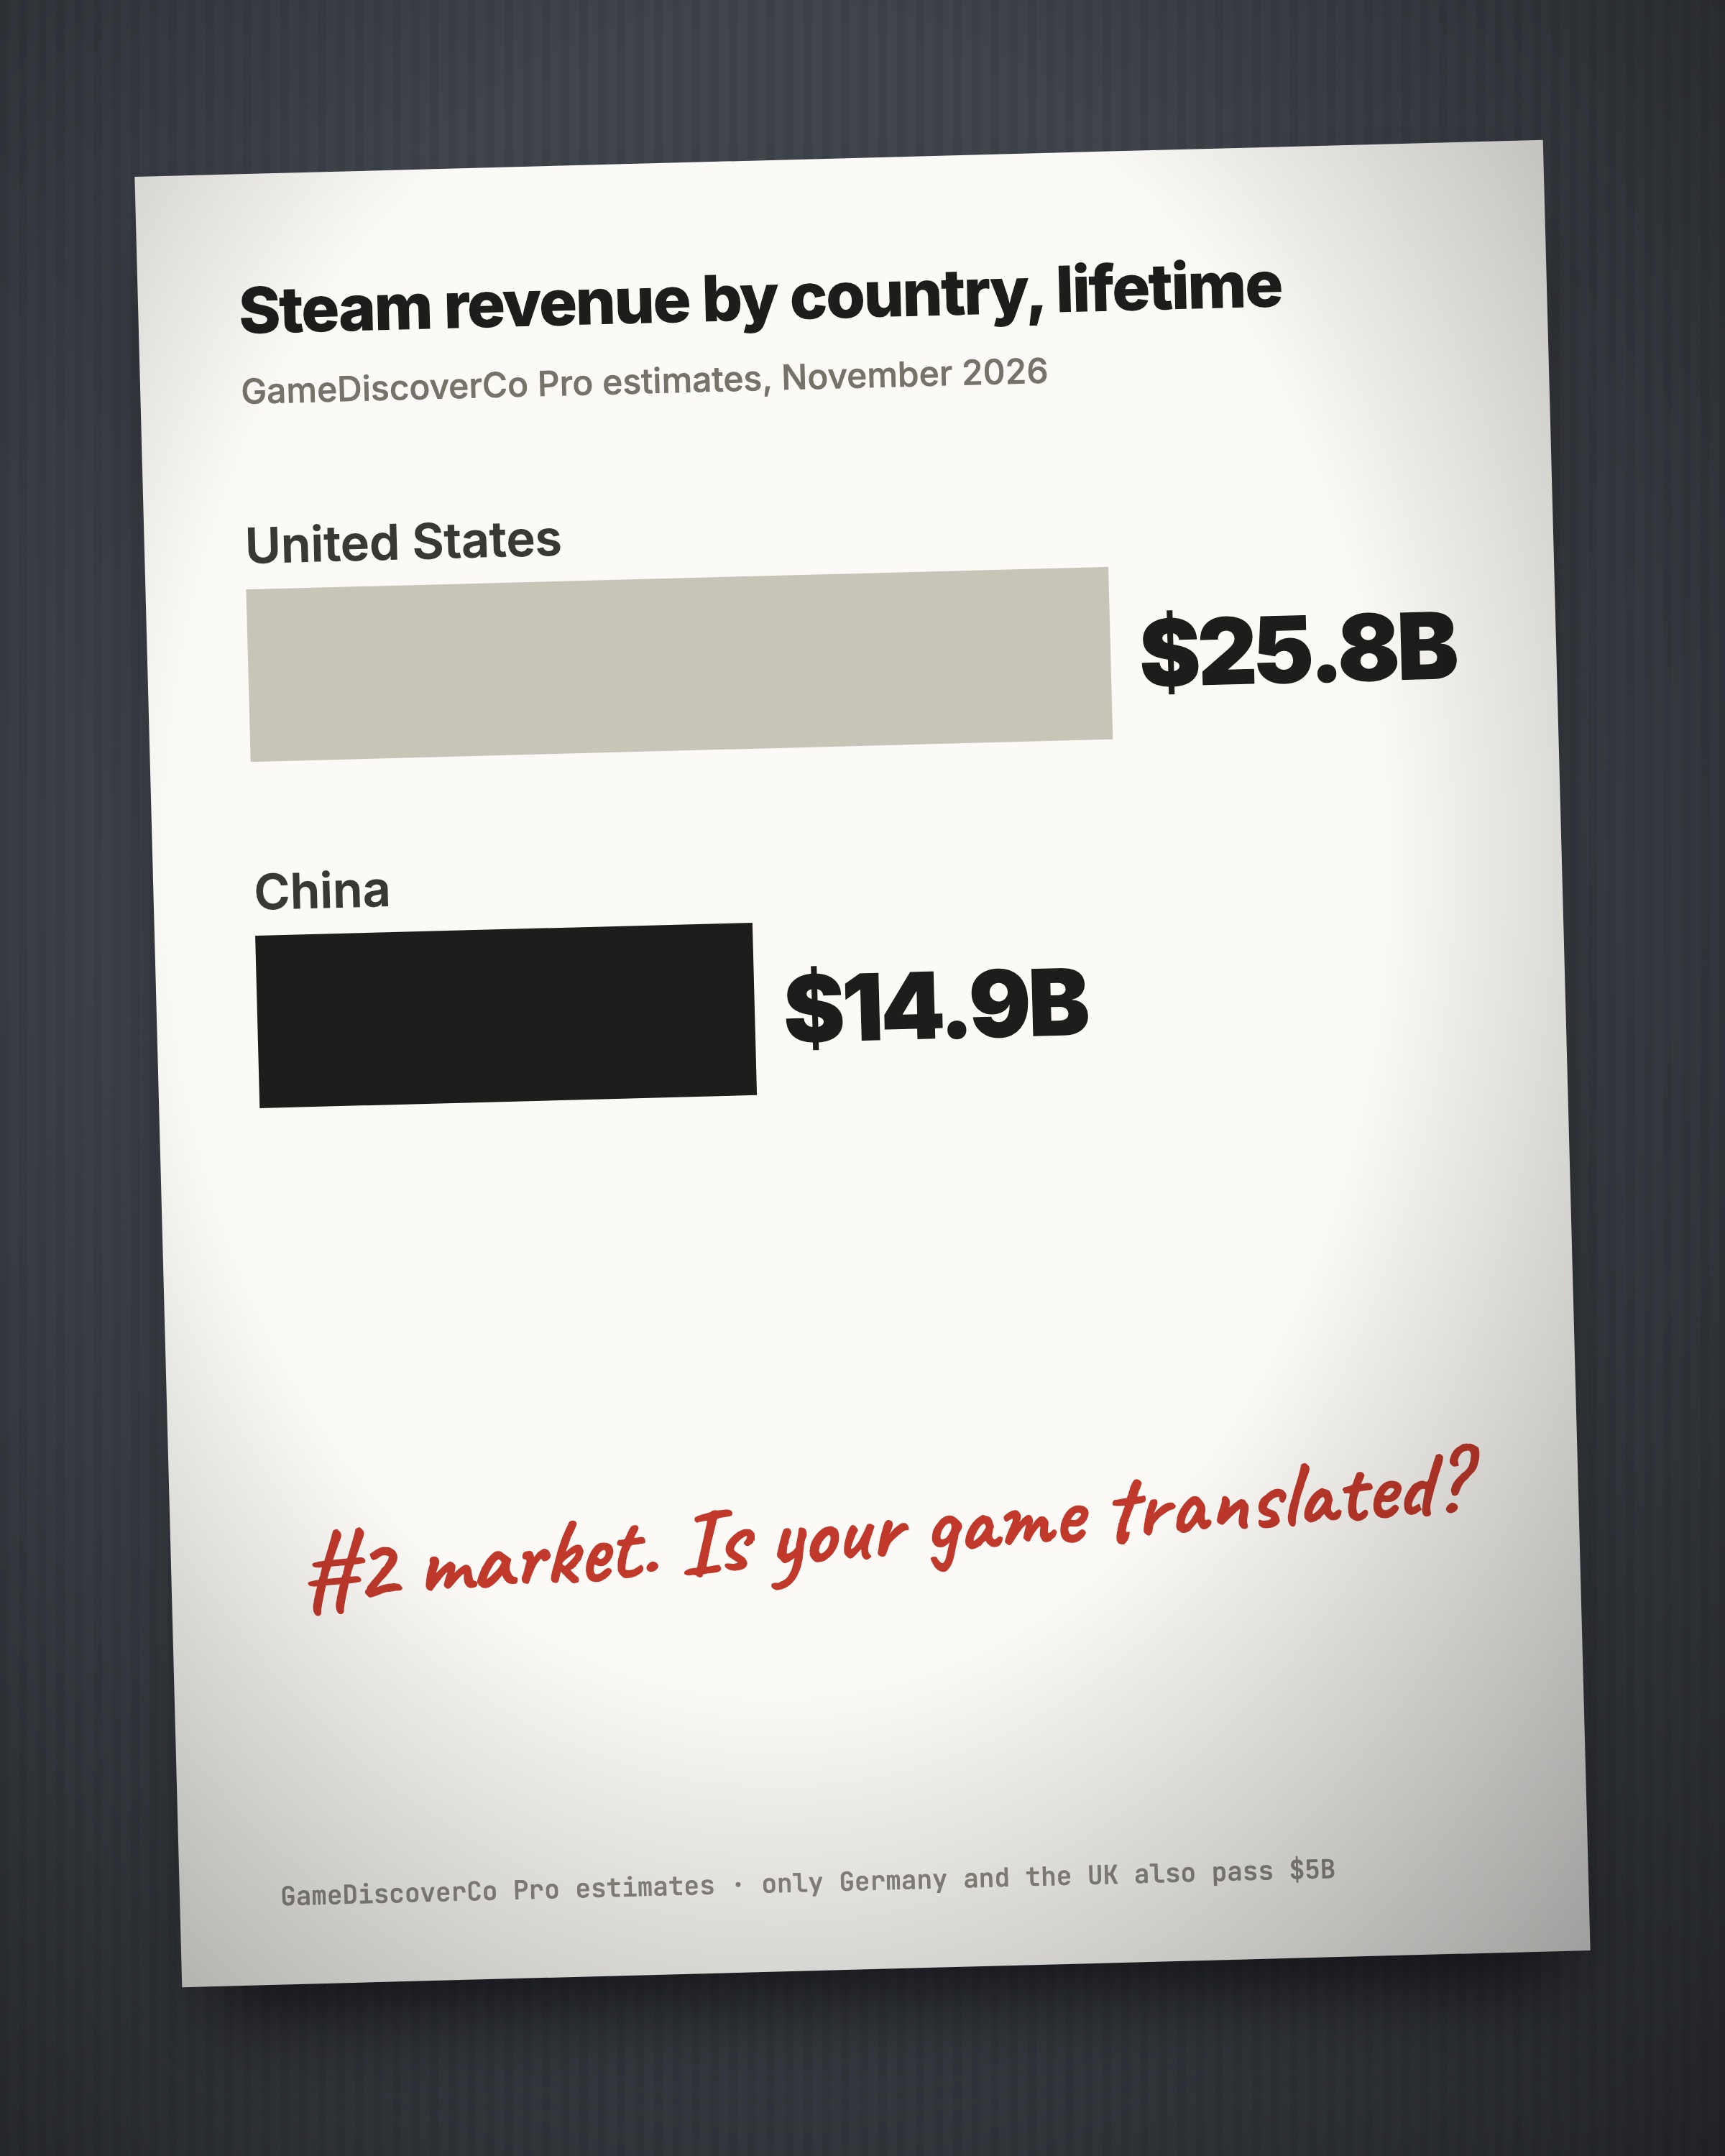 Steam revenue by country, lifetime
GameDiscoverCo Pro estimates, November 2026
United States
$25.8B
China
$14.9B
#2 market. Is your game translated?
GameDiscoverCo Pro estimates · only Germany and the UK also pass $5B